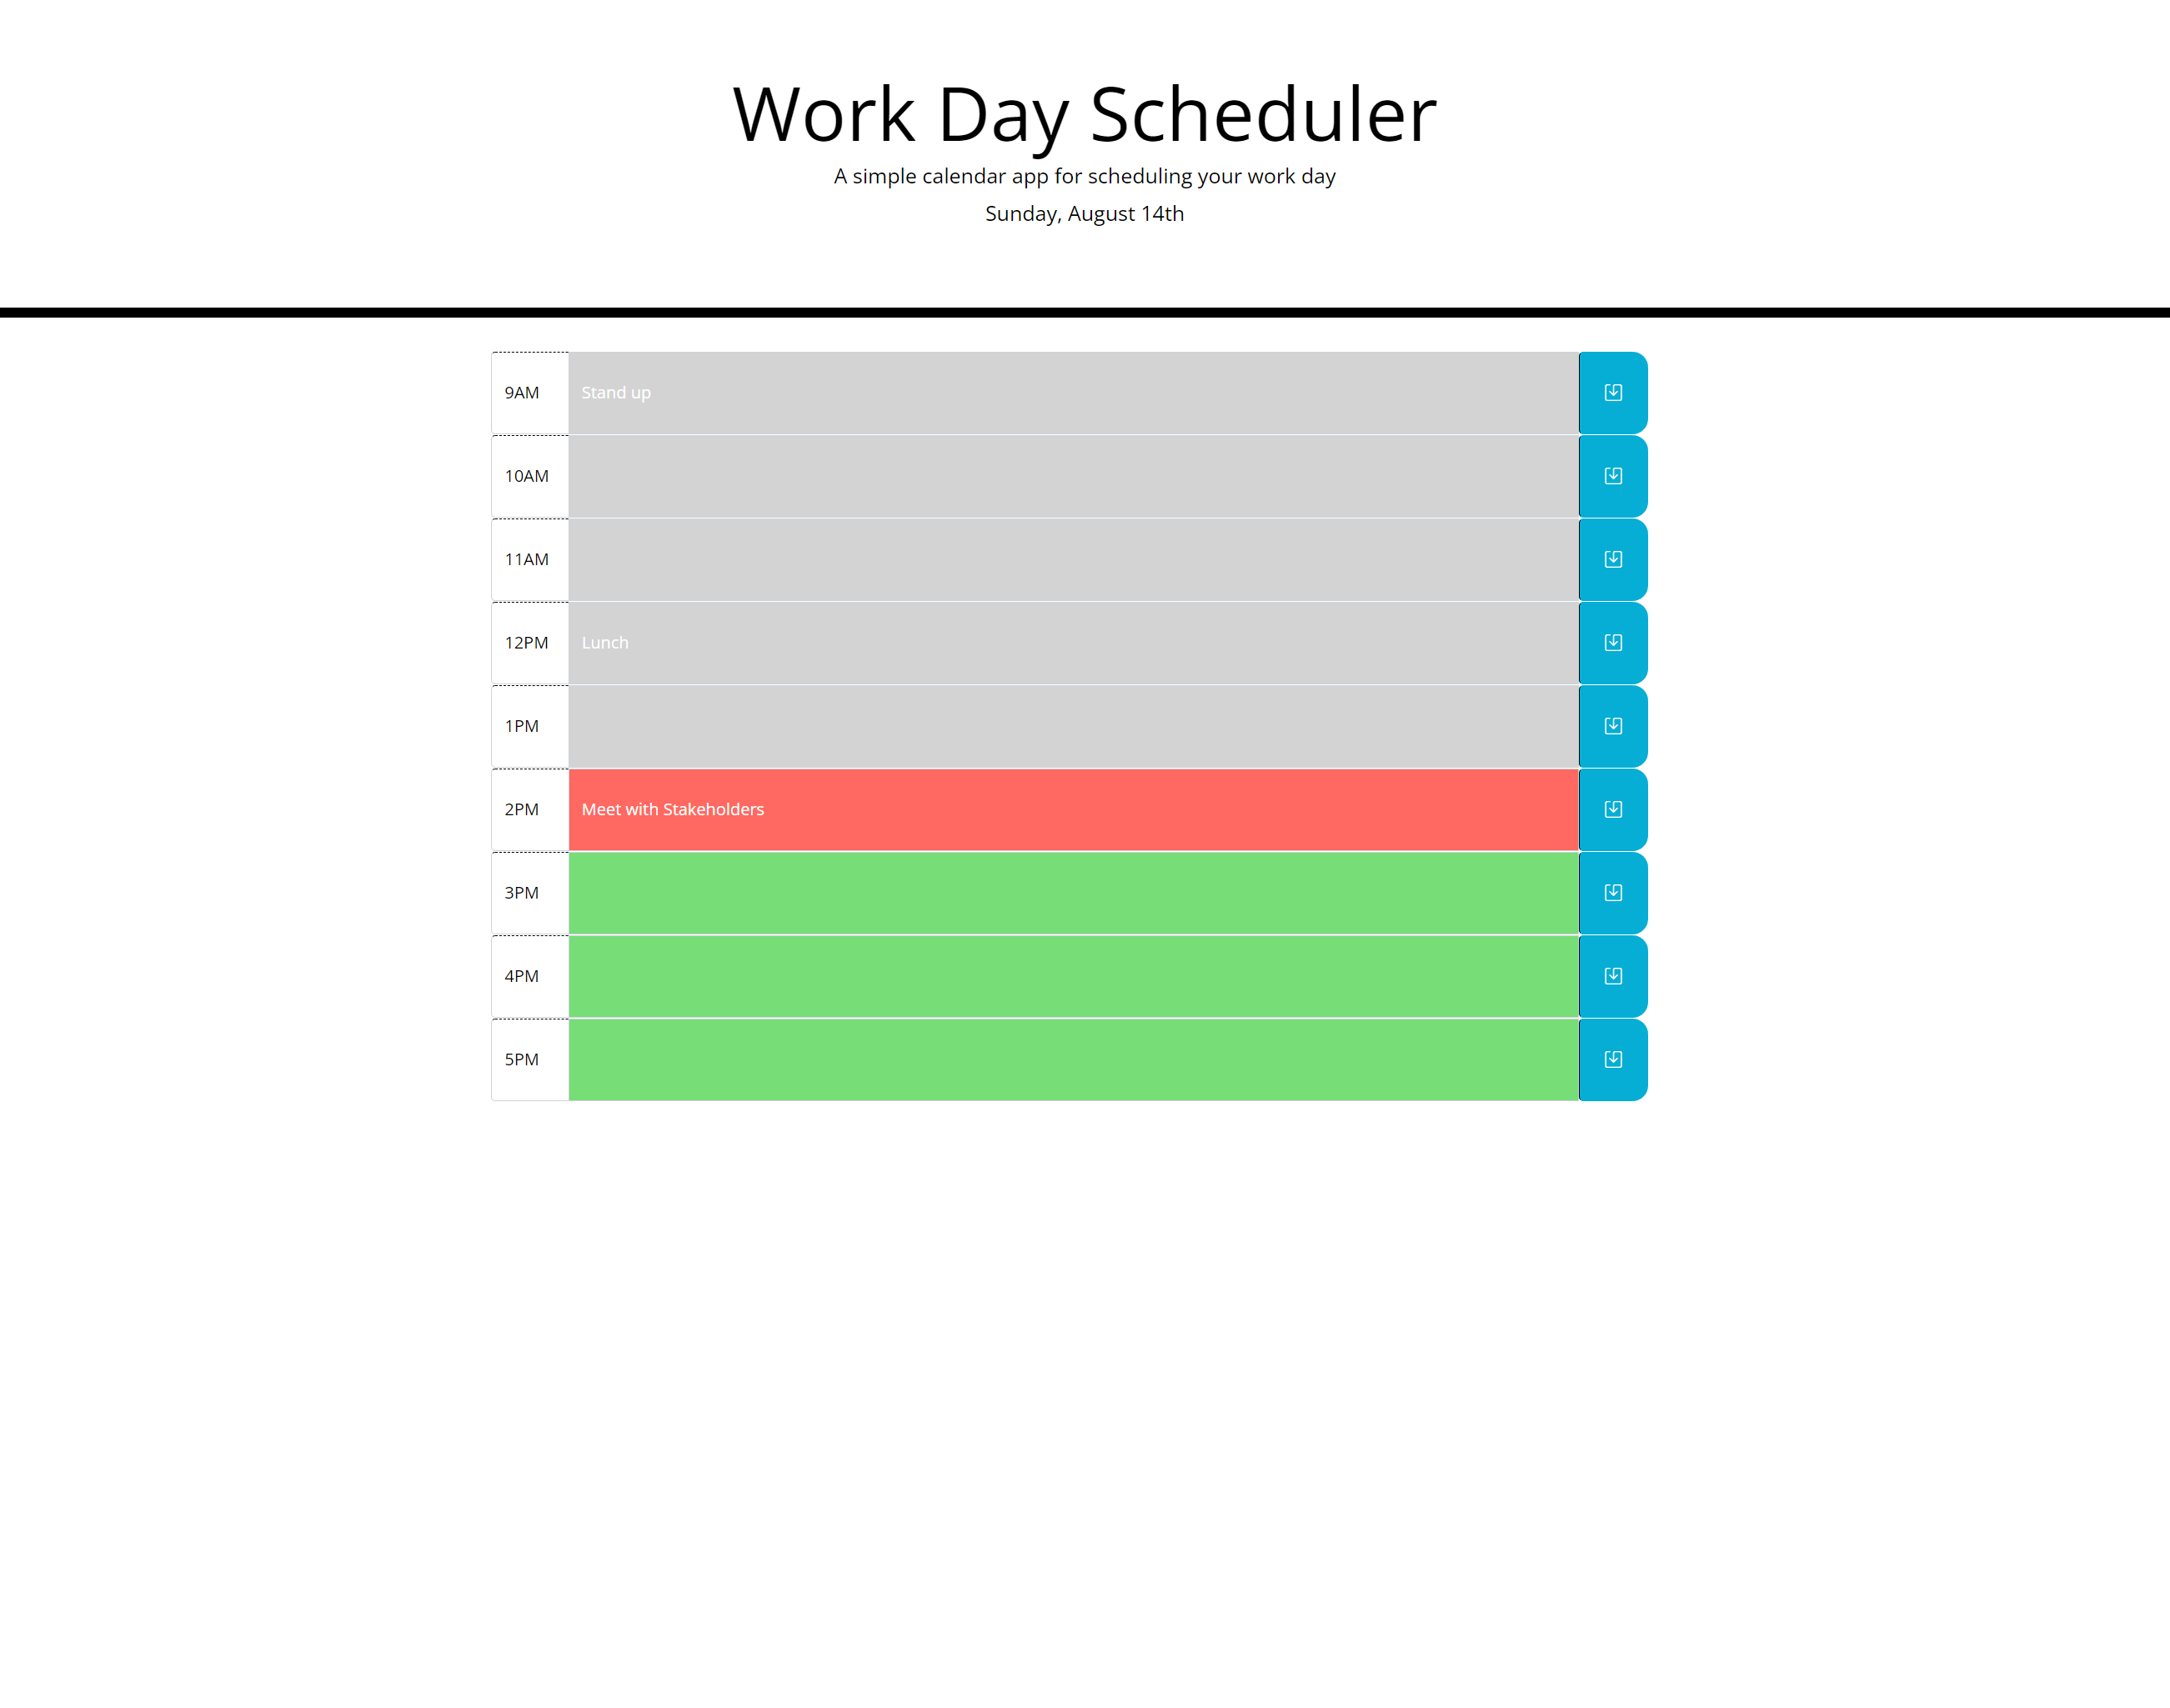 Work Day Scheduler
A simple calendar app for scheduling your work day
Sunday, August 14th
9AM Stand up
10AM
11AM
12PM Lunch
1PM
2PM Meet with Stakeholders
3PM
4PM
5PM